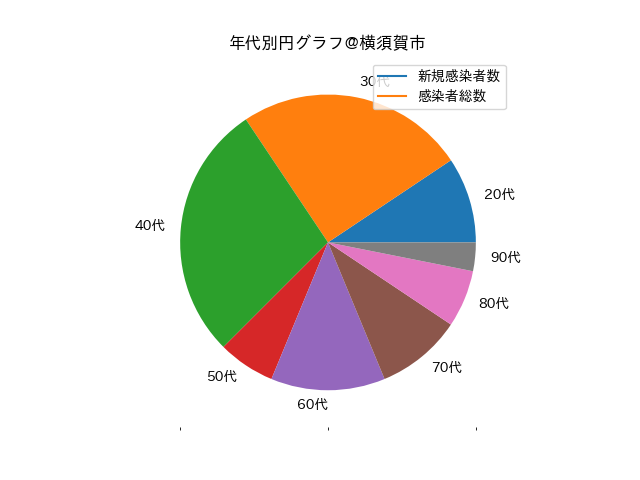 年代別円グラフ@横須賀市
新規感染者数
感染者総数
30代
20代
40代
90代
80代
70代
50代
60代